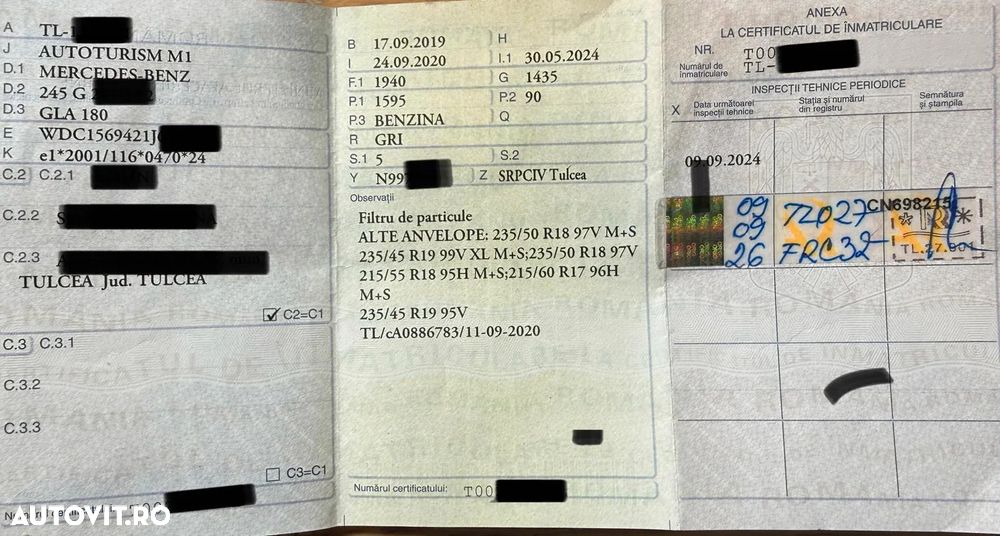 A TL-
J AUTOTURISM M1
D.1 MERCEDES-BENZ
D.2 245 G
D.3 GLA 180
E WDC1569421J
K e1*2001/116*0470*24
C.2 C.2.1
C.2.2
C.2.3
TULCEA Jud. TULCEA
C2=C1
C.3 C.3.1
C.3.2
C.3.3
C3=C1
T00
AUTOVIT.RO
B 17.09.2019 H
I 24.09.2020 I.1 30.05.2024
F.1 1940 G 1435
P.1 1595 P.2 90
P.3 BENZINA Q
R GRI
S.1 5 S.2
Y N99 Z SRPCIV Tulcea
Observații
Filtru de particule
ALTE ANVELOPE: 235/50 R18 97V M+S
235/45 R19 99V XL M+S;235/50 R18 97V
215/55 R18 95H M+S;215/60 R17 96H
M+S
235/45 R19 95V
TL/cA0886783/11-09-2020
Numărul certificatului: T00
ANEXA
LA CERTIFICATUL DE ÎNMATRICULARE
NR. T00
Numărul de înmatriculare TL-
INSPECȚII TEHNICE PERIODICE
X Data următoarei inspecții tehnice
Stația și numărul din registru
Semnătura și ștampila
09.09.2024
CN698215
09
09
26
TL027
FRC32
RAR